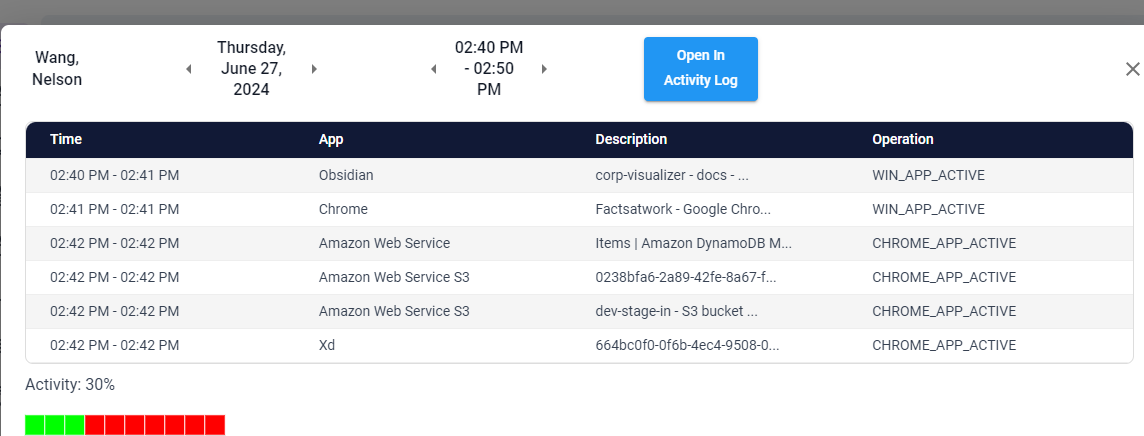 Wang,
Nelson
Thursday,
June 27,
2024
02:40 PM
- 02:50
PM
Open In
Activity Log
Time App Description Operation
02:40 PM - 02:41 PM Obsidian corp-visualizer - docs - ... WIN_APP_ACTIVE
02:41 PM - 02:41 PM Chrome Factsatwork - Google Chro... WIN_APP_ACTIVE
02:42 PM - 02:42 PM Amazon Web Service Items | Amazon DynamoDB M... CHROME_APP_ACTIVE
02:42 PM - 02:42 PM Amazon Web Service S3 0238bfa6-2a89-42fe-8a67-f... CHROME_APP_ACTIVE
02:42 PM - 02:42 PM Amazon Web Service S3 dev-stage-in - S3 bucket ... CHROME_APP_ACTIVE
02:42 PM - 02:42 PM Xd 664bc0f0-0f6b-4ec4-9508-0... CHROME_APP_ACTIVE
Activity: 30%